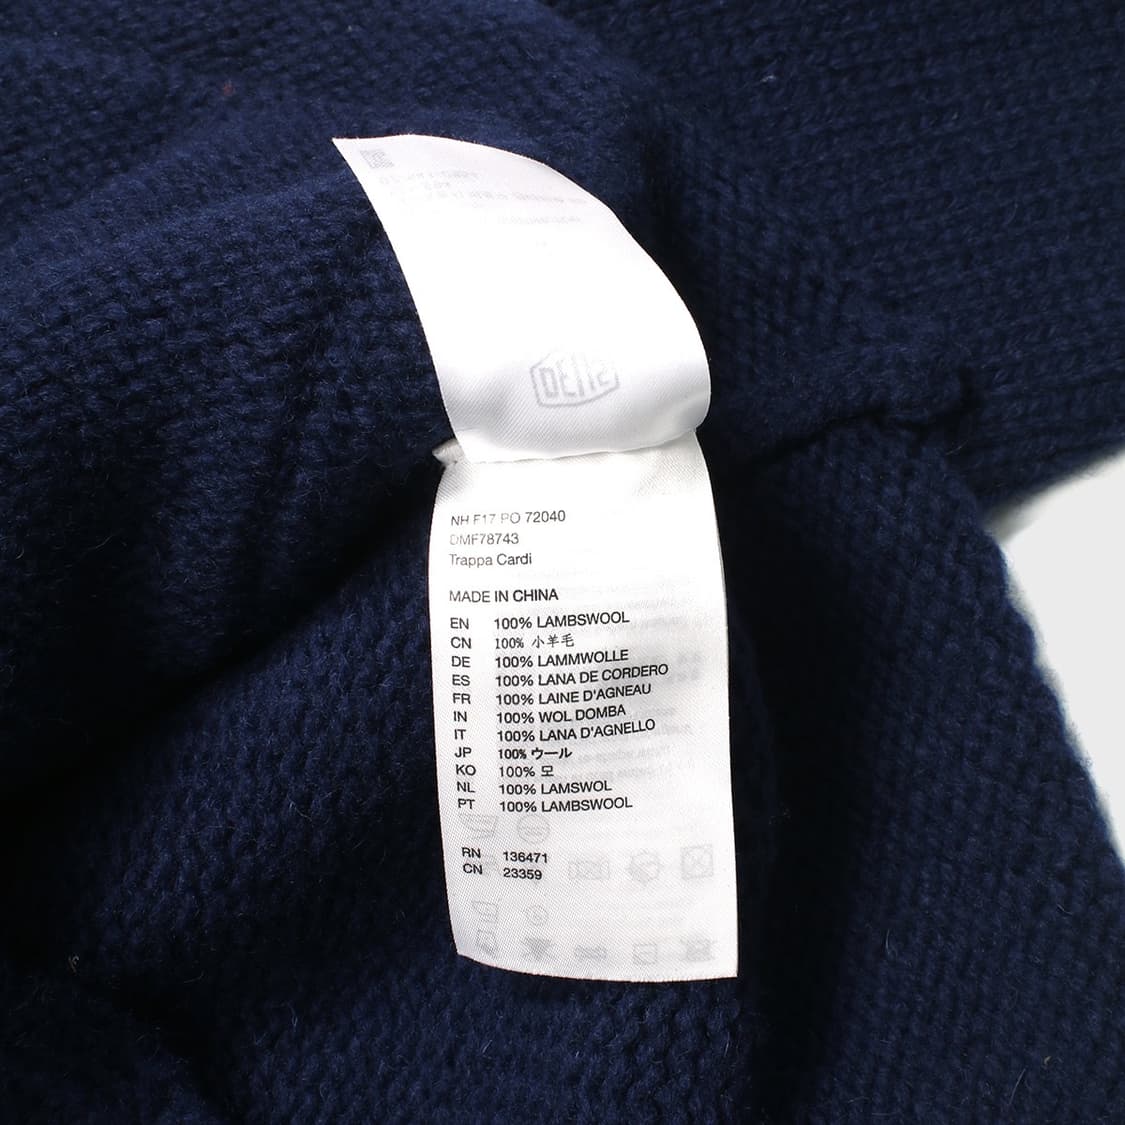 NH F17 PO 72040
DMF78743
Trappa Cardi
MADE IN CHINA
EN 100% LAMBSWOOL
CN 100% 小羊毛
DE 100% LAMMWOLLE
ES 100% LANA DE CORDERO
FR 100% LAINE D'AGNEAU
IN 100% WOL DOMBA
IT 100% LANA D'AGNELLO
JP 100% ウール
KO 100% 모
NL 100% LAMSWOL
PT 100% LAMBSWOOL
RN 136471
CN 23359